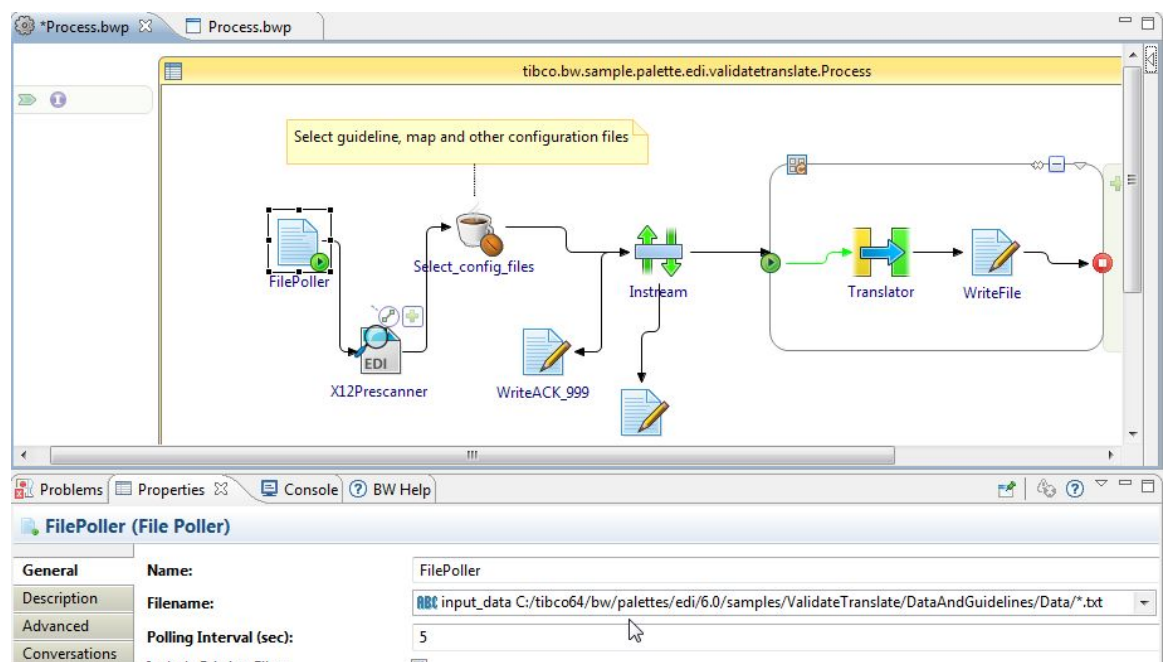 *Process.bwp
Process.bwp
tibco.bw.sample.palette.edi.validatetranslate.Process
Select guideline, map and other configuration files
FilePoller
Select_config_files
Instream
Translator
WriteFile
EDI
X12Prescanner
WriteACK_999
Problems Properties Console BW Help
FilePoller (File Poller)
General Name: FilePoller
Description Filename: ABC input_data C:/tibco64/bw/palettes/edi/6.0/samples/ValidateTranslate/DataAndGuidelines/Data/*.txt
Advanced Polling Interval (sec): 5
Conversations